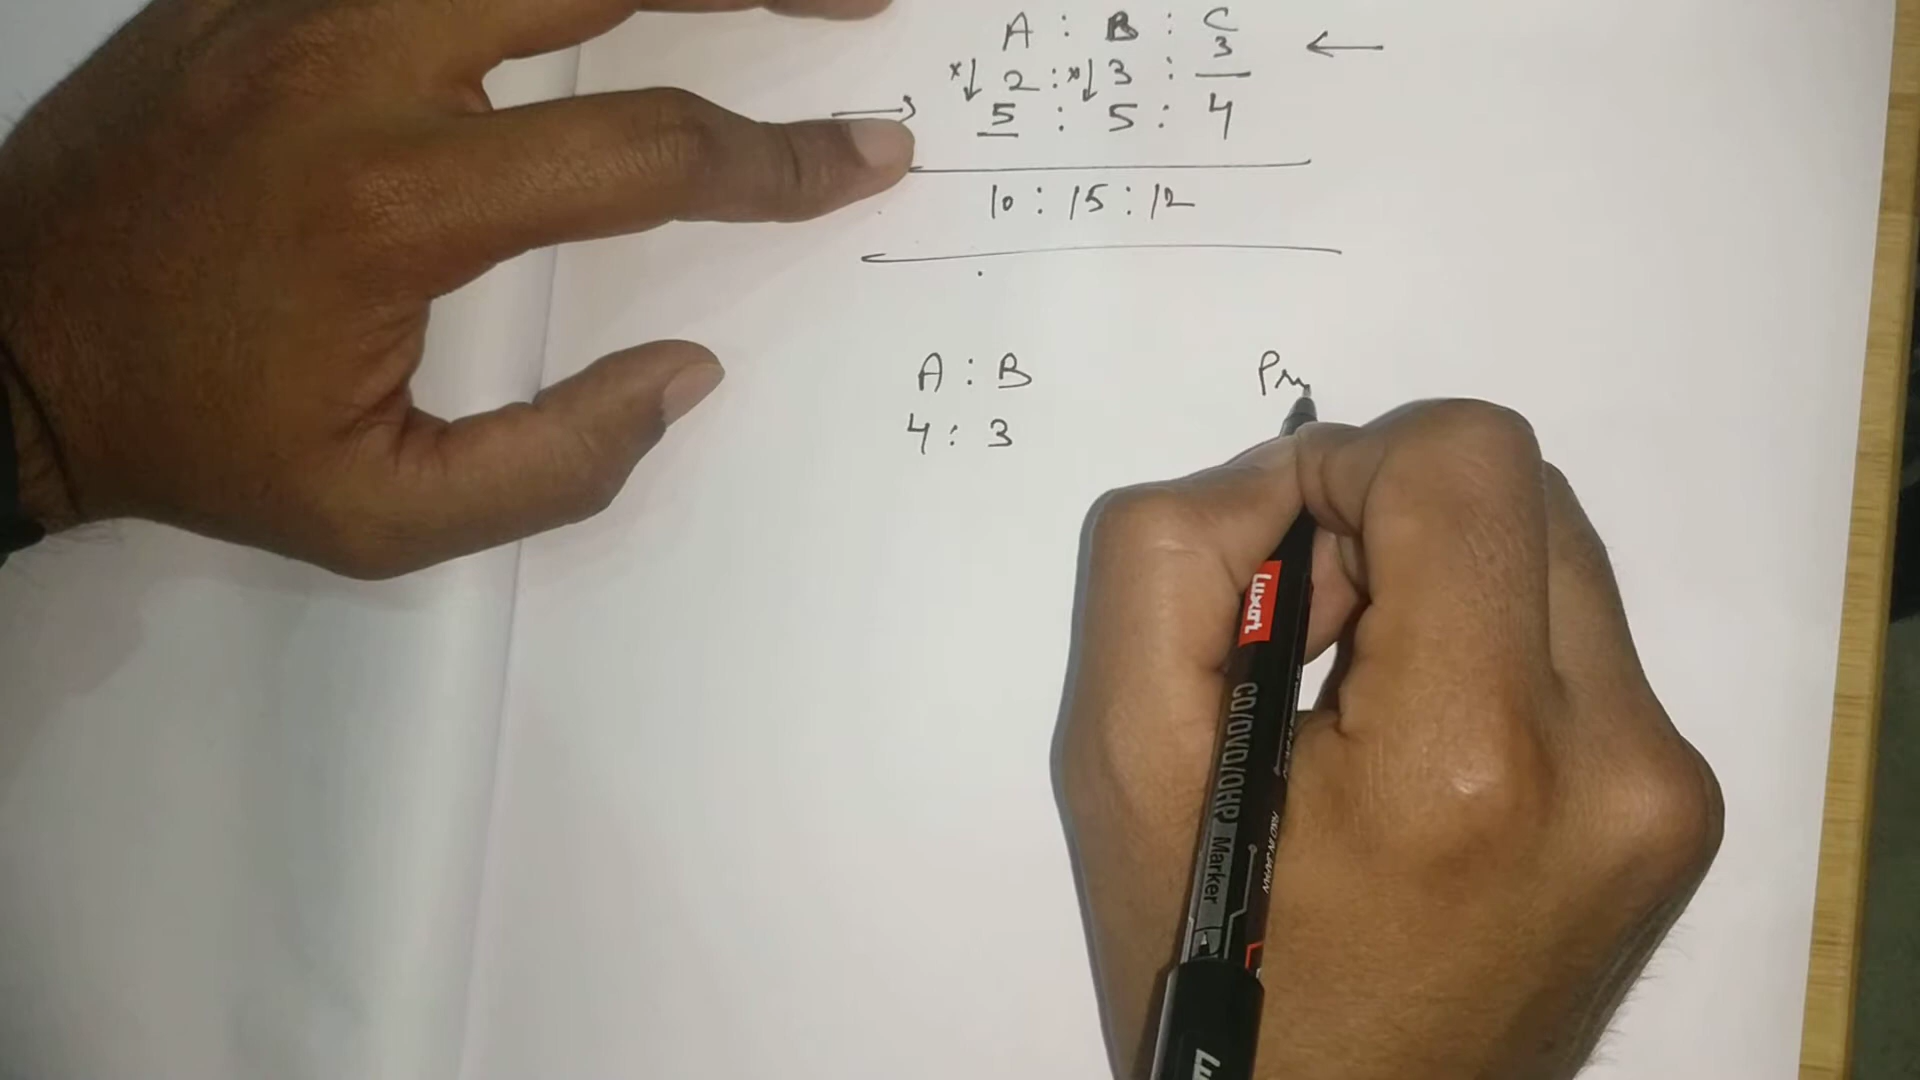 A : B : C
×↓ 2 : ×↓ 3 : 3
→ 5 : 5 : 4
←
10 : 15 : 12
A : B
4 : 3
Luxor
CD/DVD/OHP Marker